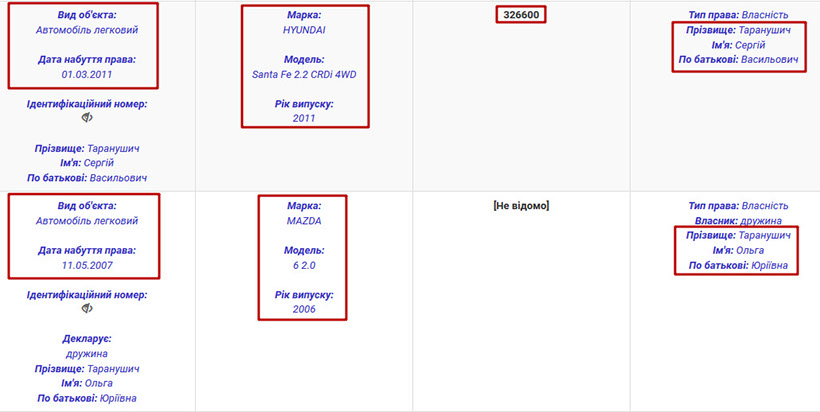 Вид об'єкта:
Автомобіль легковий
Дата набуття права:
01.03.2011
Ідентифікаційний номер:
Прізвище: Таранушич
Ім'я: Сергій
По батькові: Васильович
Марка:
HYUNDAI
Модель:
Santa Fe 2.2 CRDi 4WD
Рік випуску:
2011
326600
Тип права: Власність
Прізвище: Таранушич
Ім'я: Сергій
По батькові: Васильович
Вид об'єкта:
Автомобіль легковий
Дата набуття права:
11.05.2007
Ідентифікаційний номер:
Декларує:
дружина
Прізвище: Таранушич
Ім'я: Ольга
По батькові: Юріївна
Марка:
MAZDA
Модель:
6 2.0
Рік випуску:
2006
[Не відомо]
Тип права: Власність
Власник: дружина
Прізвище: Таранушич
Ім'я: Ольга
По батькові: Юріївна